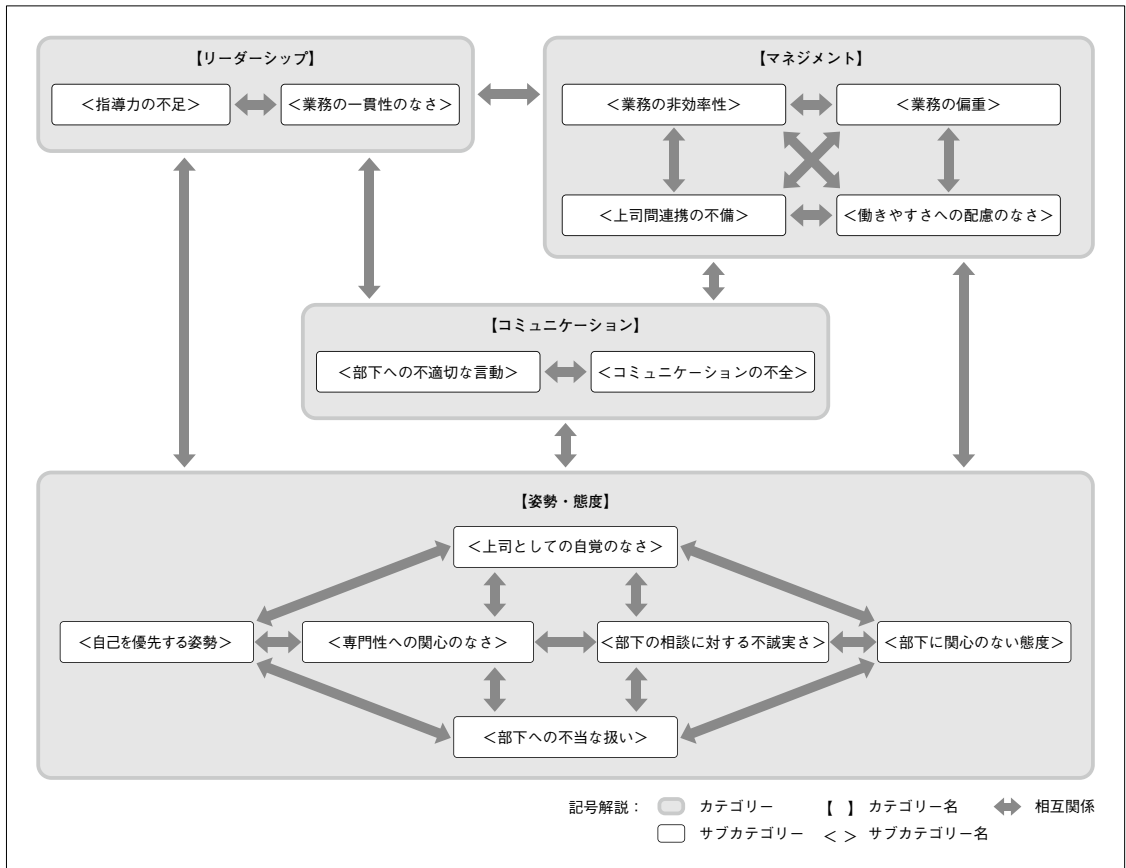 【リーダーシップ】
＜指導力の不足＞
＜業務の一貫性のなさ＞
【マネジメント】
＜業務の非効率性＞
＜業務の偏重＞
＜上司間連携の不備＞
＜働きやすさへの配慮のなさ＞
【コミュニケーション】
＜部下への不適切な言動＞
＜コミュニケーションの不全＞
【姿勢・態度】
＜上司としての自覚のなさ＞
＜自己を優先する姿勢＞
＜専門性への関心のなさ＞
＜部下の相談に対する不誠実さ＞
＜部下に関心のない態度＞
＜部下への不当な扱い＞
記号解説：
カテゴリー
【　】 カテゴリー名
相互関係
サブカテゴリー
＜ ＞ サブカテゴリー名